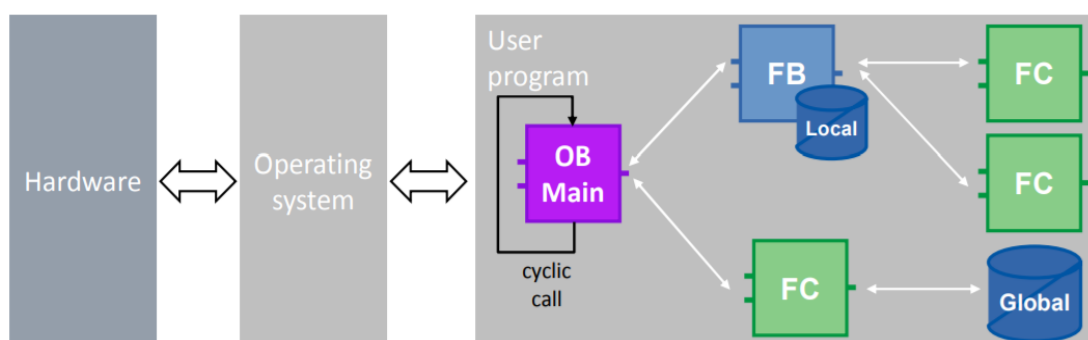 Hardware
Operating
system
User
program
OB
Main
cyclic
call
FB
Local
FC
FC
FC
Global